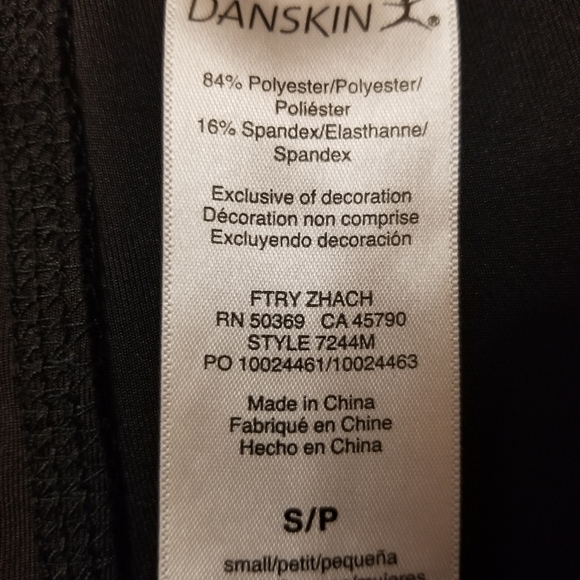 DANSKIN ®
84% Polyester/Polyester/
Poliéster
16% Spandex/Elasthanne/
Spandex
Exclusive of decoration
Décoration non comprise
Excluyendo decoración
FTRY ZHACH
RN 50369 CA 45790
STYLE 7244M
PO 10024461/10024463
Made in China
Fabriqué en Chine
Hecho en China
S/P
small/petit/pequeña